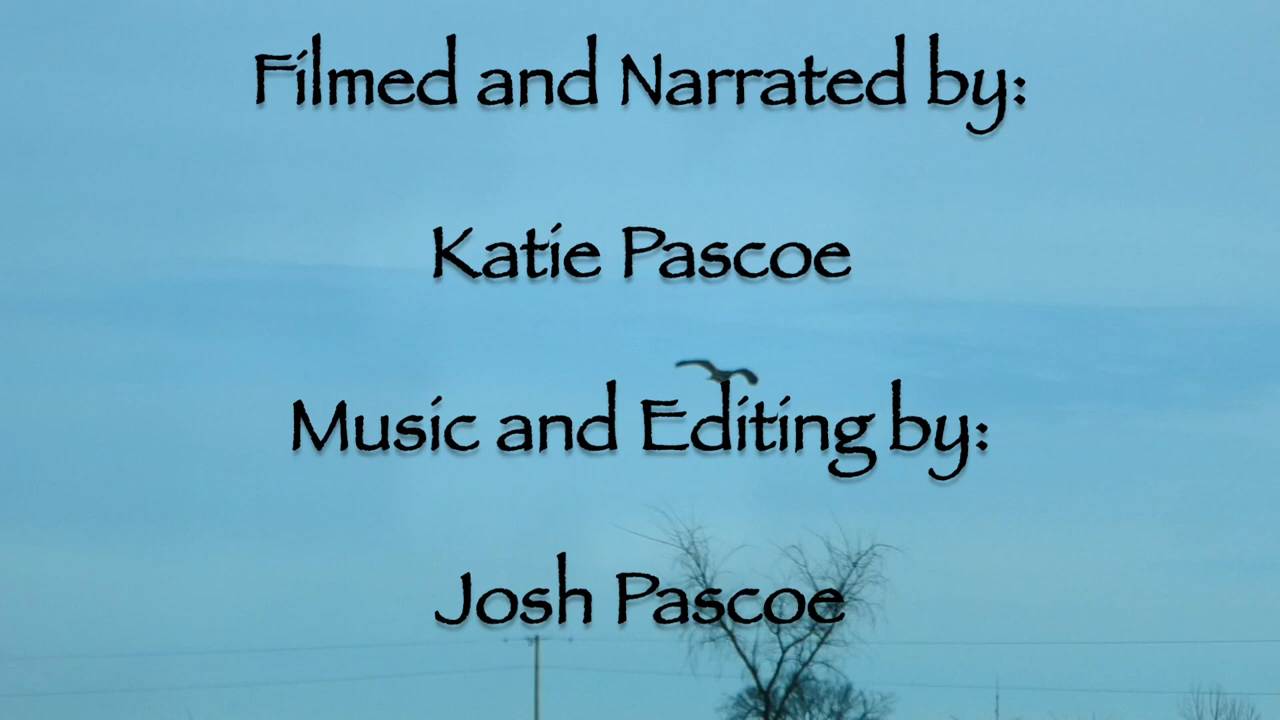 Filmed and Narrated by:
Katie Pascoe
Music and Editing by:
Josh Pascoe